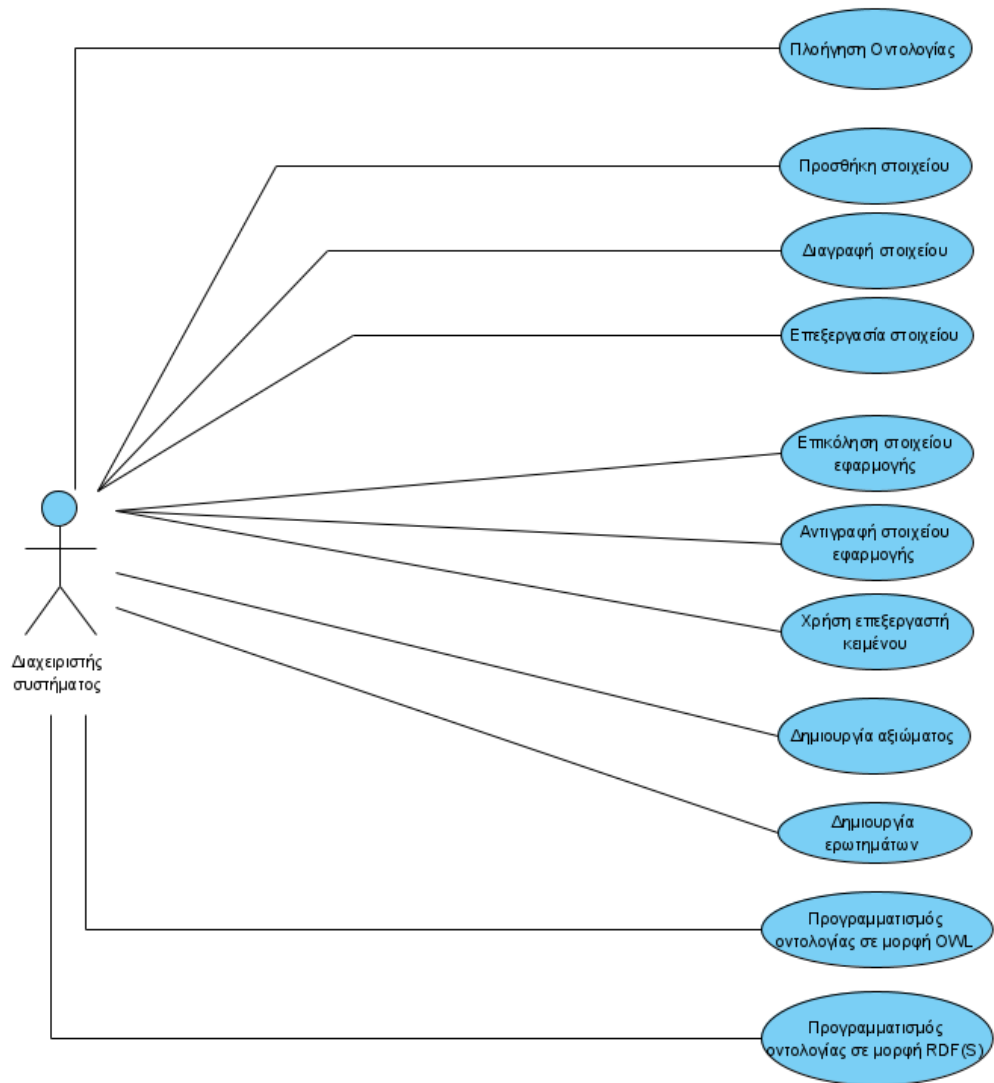 Πλοήγηση Οντολογίας
Προσθήκη στοιχείου
Διαγραφή στοιχείου
Επεξεργασία στοιχείου
Επικόληση στοιχείου
εφαρμογής
Αντιγραφή στοιχείου
εφαρμογής
Χρήση επεξεργαστή
κειμένου
Διαχειριστής
συστήματος
Δημιουργία αξιώματος
Δημιουργία
ερωτημάτων
Προγραμματισμός
οντολογίας σε μορφή OWL
Προγραμματισμός
οντολογίας σε μορφή RDF(S)